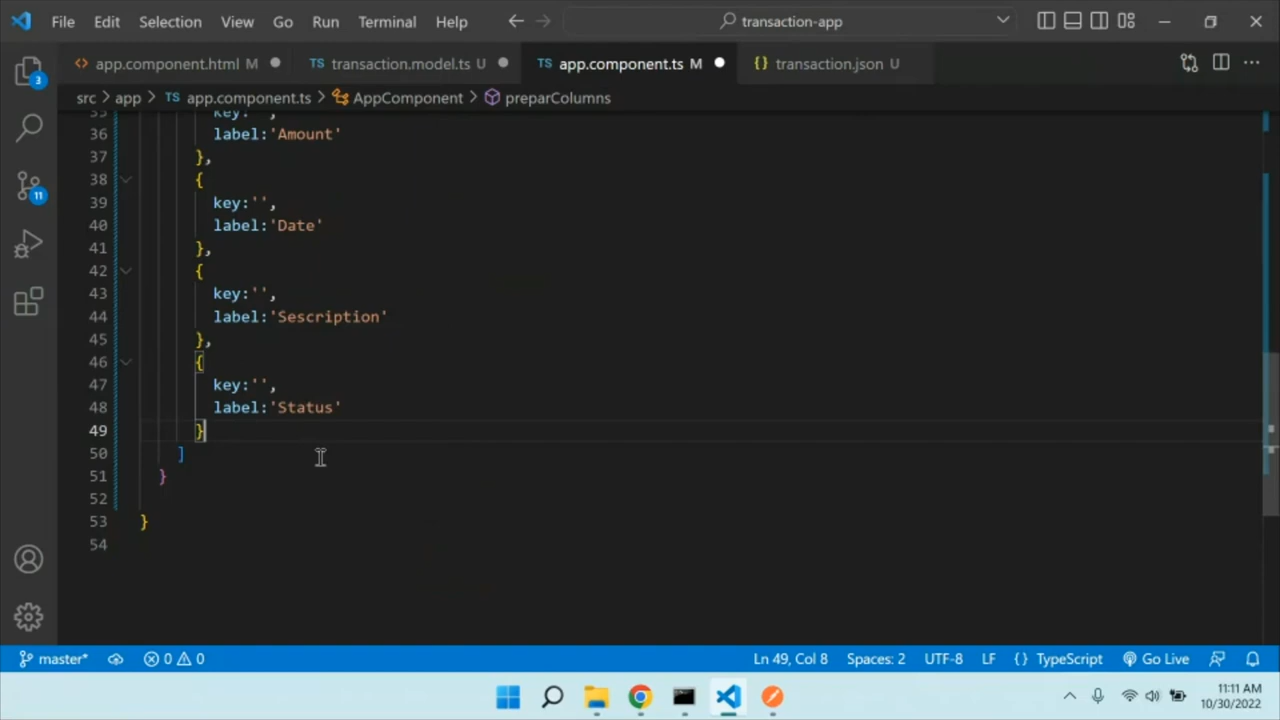 File Edit Selection View Go Run Terminal Help transaction-app
app.component.html M TS transaction.model.ts U TS app.component.ts M {} transaction.json U
src > app > TS app.component.ts > AppComponent > preparColumns
35 key:'',
36 label:'Amount'
37 },
38 {
39 key:'',
40 label:'Date'
41 },
42 {
43 key:'',
44 label:'Sescription'
45 },
46 {
47 key:'',
48 label:'Status'
49 }
50 ]
51 }
52
53 }
54
3
11
master* 0 0 Ln 49, Col 8 Spaces: 2 UTF-8 LF {} TypeScript Go Live
11:11 AM
10/30/2022